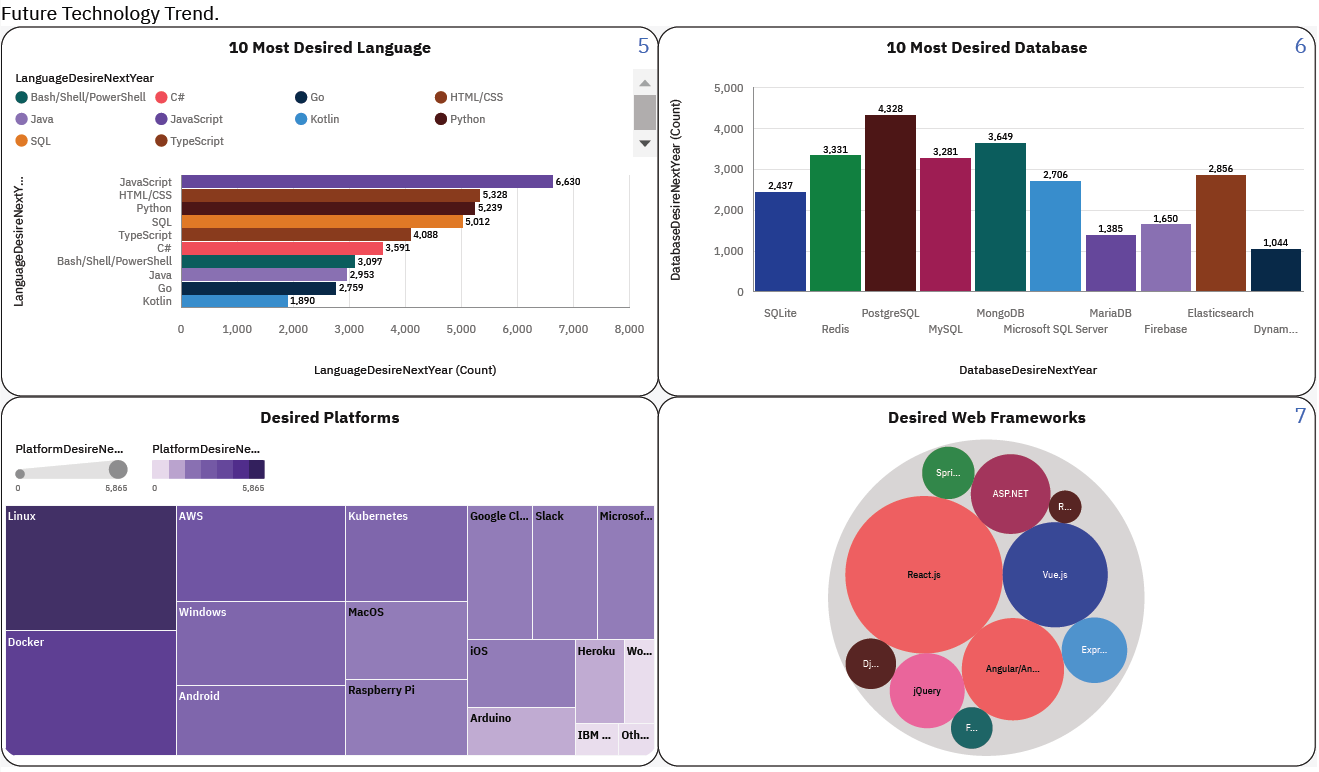 Future Technology Trend.
10 Most Desired Language
5
LanguageDesireNextYear
Bash/Shell/PowerShell C# Go HTML/CSS
Java JavaScript Kotlin Python
SQL TypeScript
LanguageDesireNextY...
JavaScript 6,630
HTML/CSS 5,328
Python 5,239
SQL 5,012
TypeScript 4,088
C# 3,591
Bash/Shell/PowerShell 3,097
Java 2,953
Go 2,759
Kotlin 1,890
0 1,000 2,000 3,000 4,000 5,000 6,000 7,000 8,000
LanguageDesireNextYear (Count)
10 Most Desired Database
6
DatabaseDesireNextYear (Count)
5,000
4,000
3,000
2,000
1,000
0
2,437 3,331 4,328 3,281 3,649 2,706 1,385 1,650 2,856 1,044
SQLite PostgreSQL MongoDB MariaDB Elasticsearch
Redis MySQL Microsoft SQL Server Firebase Dynam...
DatabaseDesireNextYear
Desired Platforms
PlatformDesireNe... PlatformDesireNe...
0 5,865 0 5,865
Linux
Docker
AWS
Windows
Android
Kubernetes
MacOS
Raspberry Pi
Google Cl... Slack Microsof...
iOS
Arduino
Heroku Wo...
IBM ... Oth...
Desired Web Frameworks
7
Spri...
ASP.NET
R...
React.js
Vue.js
Expr...
Dj...
Angular/An...
jQuery
F...